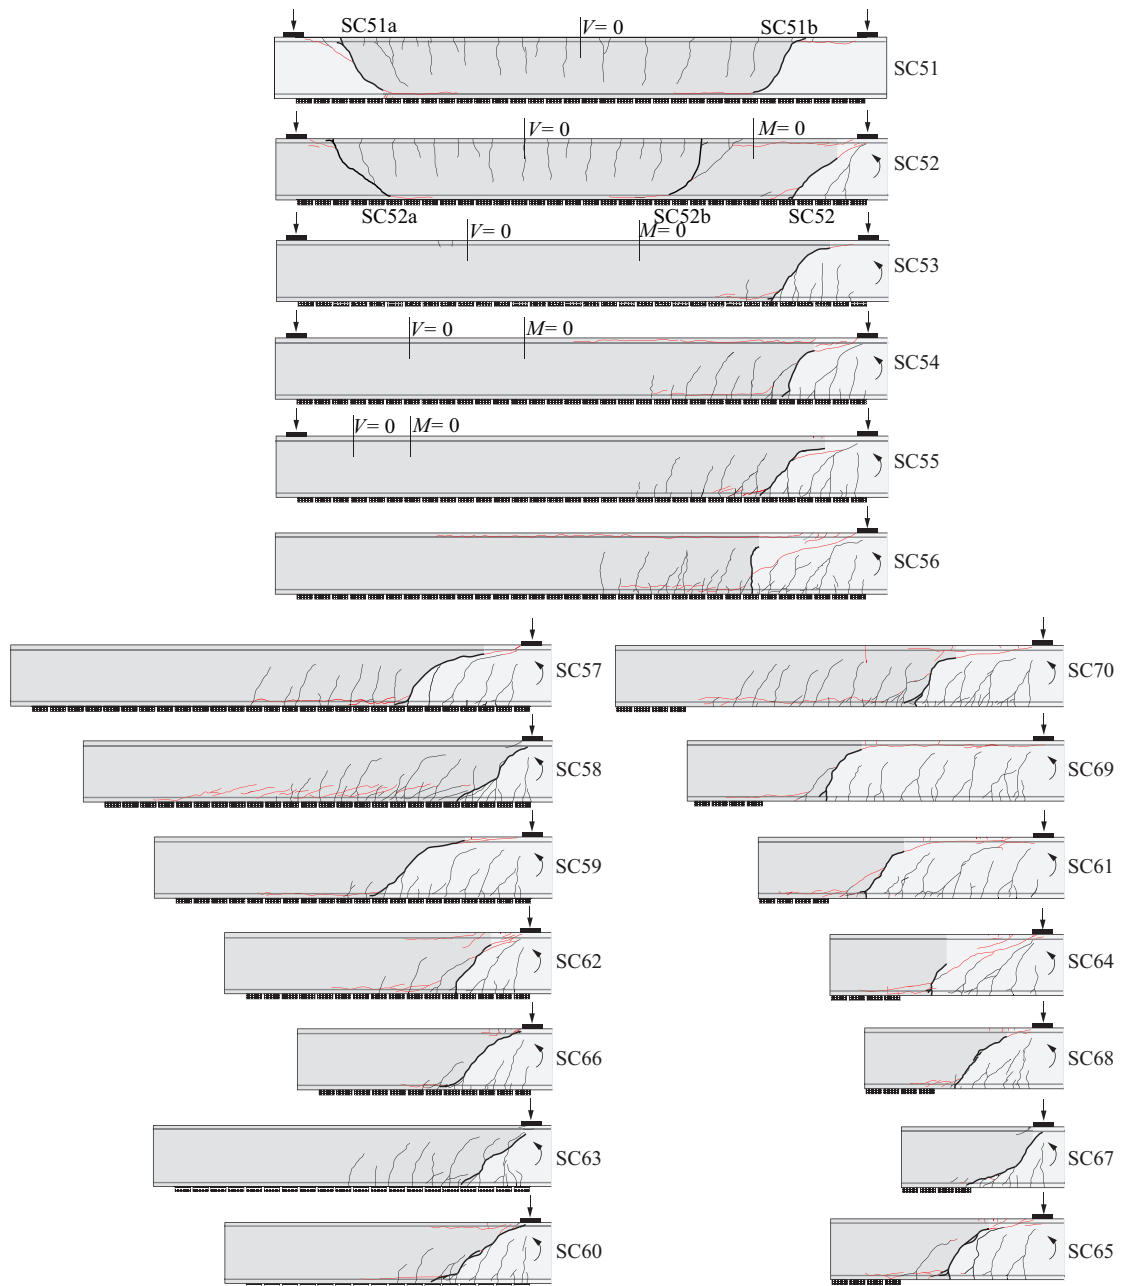 SC51a V= 0 SC51b
SC51
V= 0 M= 0
SC52
SC52a SC52b SC52
V= 0 M= 0
SC53
V= 0 M= 0
SC54
V= 0 M= 0
SC55
SC56
SC57 SC70
SC58 SC69
SC59 SC61
SC62 SC64
SC66 SC68
SC63 SC67
SC60 SC65